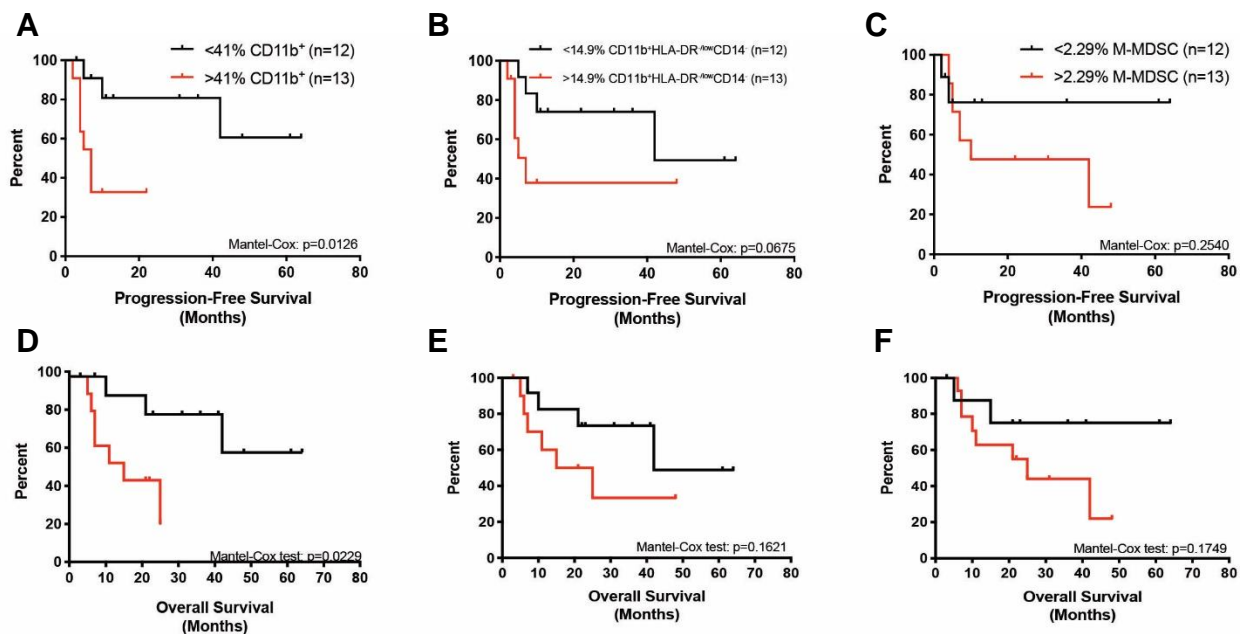 A
<41% CD11b⁺ (n=12)
>41% CD11b⁺ (n=13)
100
80
60
40
20
0
Percent
Mantel-Cox: p=0.0126
0 20 40 60 80
Progression-Free Survival
(Months)
B
<14.9% CD11b⁺HLA-DR⁻/ˡᵒʷCD14⁻ (n=12)
>14.9% CD11b⁺HLA-DR⁻/ˡᵒʷCD14⁻ (n=13)
100
80
60
40
20
0
Percent
Mantel-Cox: p=0.0675
0 20 40 60 80
Progression-Free Survival
(Months)
C
<2.29% M-MDSC (n=12)
>2.29% M-MDSC (n=13)
100
80
60
40
20
0
Percent
Mantel-Cox: p=0.2540
0 20 40 60 80
Progression-Free Survival
(Months)
D
100
80
60
40
20
0
Percent
Mantel-Cox test: p=0.0229
0 10 20 30 40 50 60 70 80
Overall Survival
(Months)
E
100
80
60
40
20
0
Percent
Mantel-Cox test: p=0.1621
0 10 20 30 40 50 60 70 80
Overall Survival
(Months)
F
100
80
60
40
20
0
Percent
Mantel-Cox test: p=0.1749
0 10 20 30 40 50 60 70 80
Overall Survival
(Months)